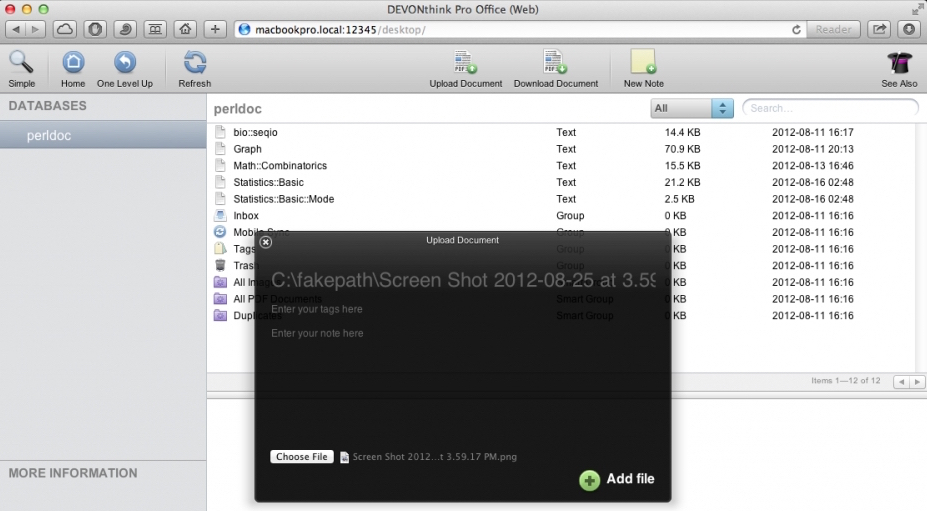 DEVONthink Pro Office (Web)
macbookpro.local:12345/desktop/
Reader
Simple Home One Level Up Refresh Upload Document Download Document New Note See Also
DATABASES
perldoc
perldoc All Search...
bio::seqio Text 14.4 KB 2012-08-11 16:17
Graph Text 70.9 KB 2012-08-11 20:13
Math::Combinatorics Text 15.5 KB 2012-08-13 16:46
Statistics::Basic Text 21.2 KB 2012-08-16 02:48
Statistics::Basic::Mode Text 2.5 KB 2012-08-16 02:48
Inbox Group 0 KB 2012-08-11 16:16
Mobile Sync Group 0 KB 2012-08-11 16:16
Tags Group 0 KB 2012-08-11 16:16
Trash Group 0 KB 2012-08-11 16:16
All Images Smart Group 0 KB 2012-08-11 16:16
All PDF Documents Smart Group 0 KB 2012-08-11 16:16
Duplicates Smart Group 0 KB 2012-08-11 16:16
Upload Document
C:\fakepath\Screen Shot 2012-08-25 at 3.59
Enter your tags here
Enter your note here
Choose File Screen Shot 2012...t 3.59.17 PM.png
Add file
Items 1—12 of 12
MORE INFORMATION